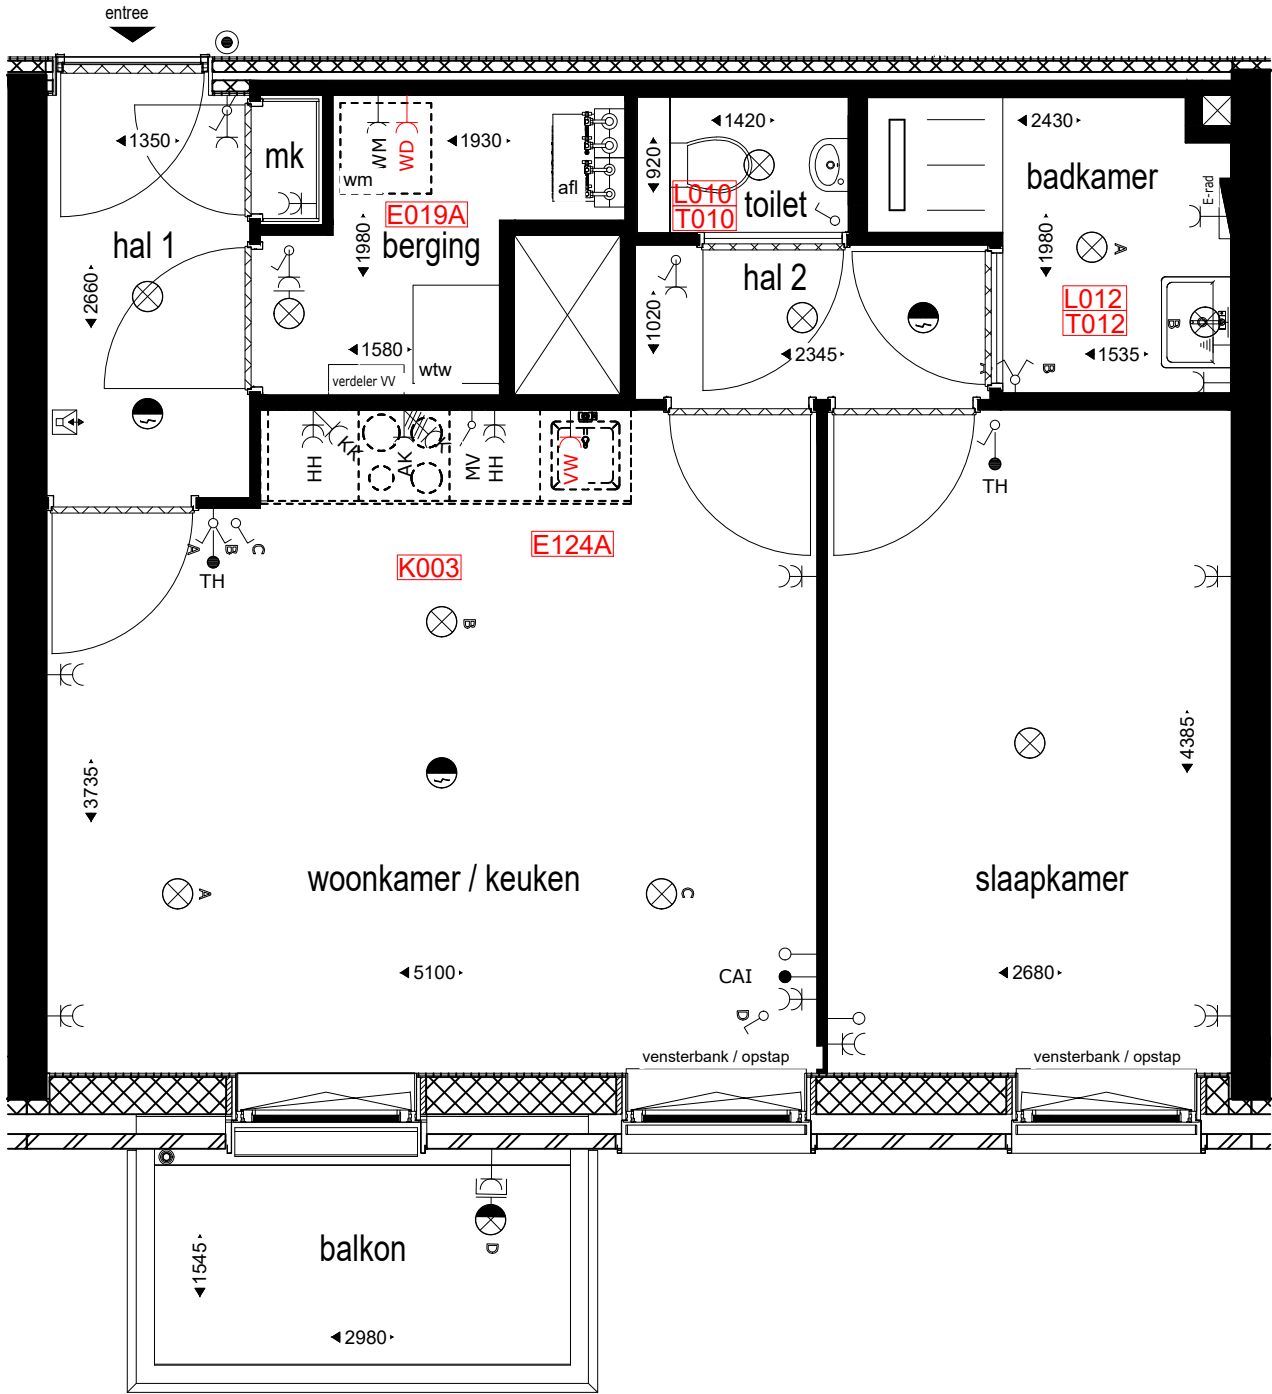 entree
1350
mk
WM
WD
wm
1930
afl
920
1420
L010
T010
toilet
2430
badkamer
E-rad
hal 1
2660
E019A
1980
berging
hal 2
1020
2345
1980
A
L012
T012
B
1535
B
A
1580
wtw
verdeler VV
HH
KK
AK
K
MV
HH
VW
TH
A
B
C
TH
E124A
K003
B
3735
4385
woonkamer / keuken
slaapkamer
A
C
5100
CAI
2680
D
vensterbank / opstap
vensterbank / opstap
D
balkon
1545
2980